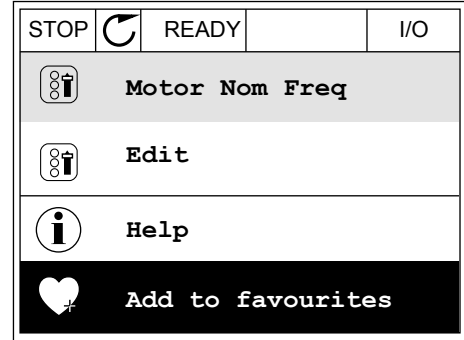 STOP READY I/O
Motor Nom Freq
Edit
Help
Add to favourites